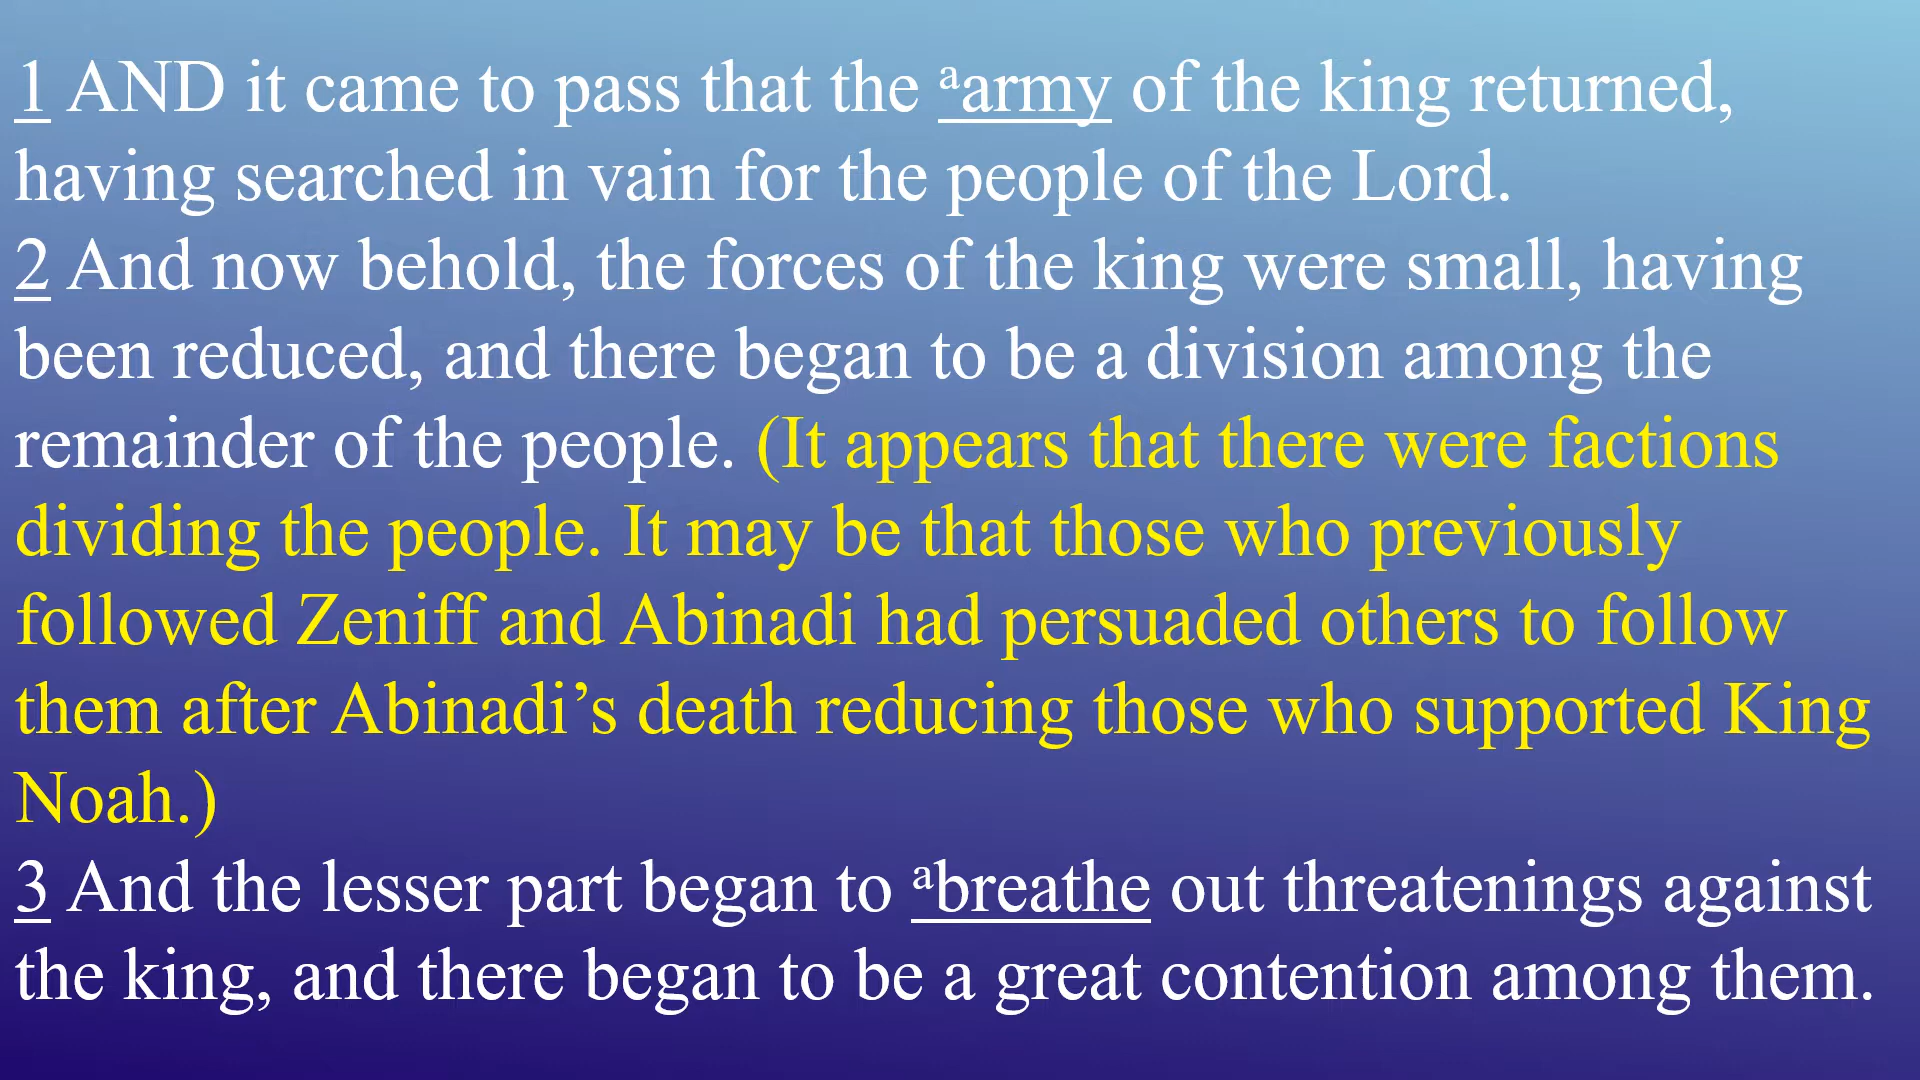 1 AND it came to pass that the ᵃarmy of the king returned,
having searched in vain for the people of the Lord.
2 And now behold, the forces of the king were small, having
been reduced, and there began to be a division among the
remainder of the people. (It appears that there were factions
dividing the people. It may be that those who previously
followed Zeniff and Abinadi had persuaded others to follow
them after Abinadi’s death reducing those who supported King
Noah.)
3 And the lesser part began to ᵃbreathe out threatenings against
the king, and there began to be a great contention among them.